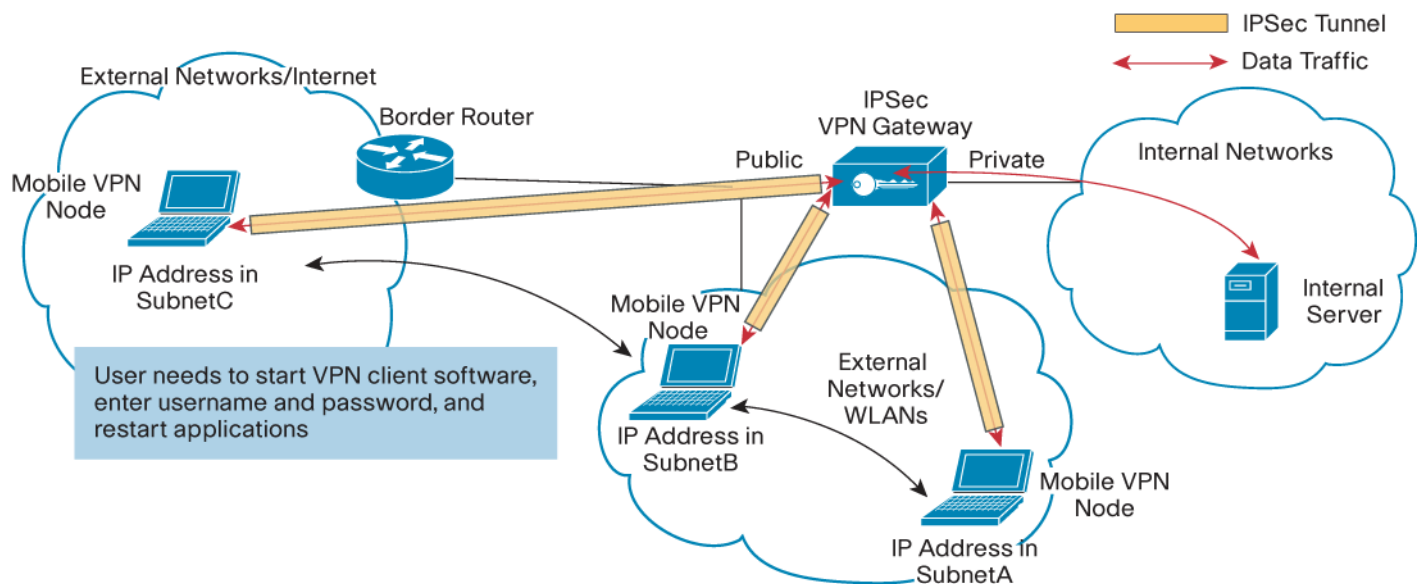 IPSec Tunnel
Data Traffic
External Networks/Internet
Border Router
IPSec
VPN Gateway
Public
Private
Internal Networks
Mobile VPN
Node
IP Address in
SubnetC
Mobile VPN
Node
Internal
Server
User needs to start VPN client software,
enter username and password, and
restart applications
External
Networks/
WLANs
IP Address in
SubnetB
Mobile VPN
Node
IP Address in
SubnetA